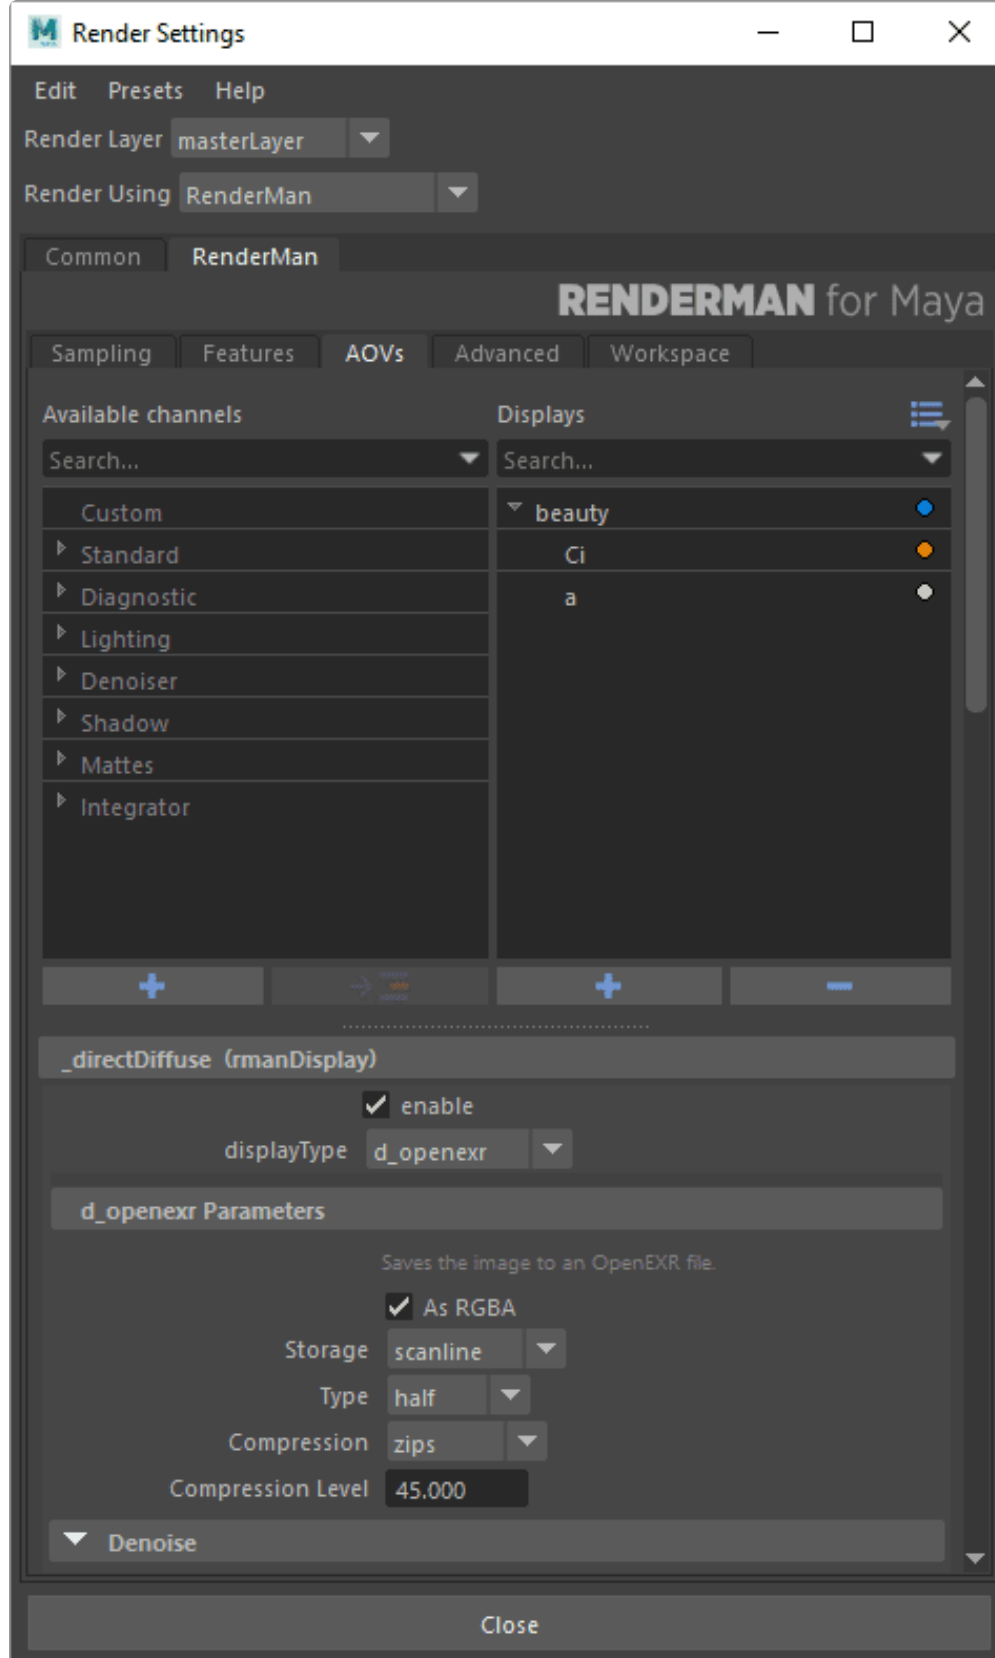 Render Settings
Edit Presets Help
Render Layer masterLayer
Render Using RenderMan
Common RenderMan
RENDERMAN for Maya
Sampling Features AOVs Advanced Workspace
Available channels Displays
Search... Search...
Custom beauty
Standard Ci
Diagnostic a
Lighting
Denoiser
Shadow
Mattes
Integrator
_directDiffuse (rmanDisplay)
enable
displayType d_openexr
d_openexr Parameters
Saves the image to an OpenEXR file.
As RGBA
Storage scanline
Type half
Compression zips
Compression Level 45.000
Denoise
Close